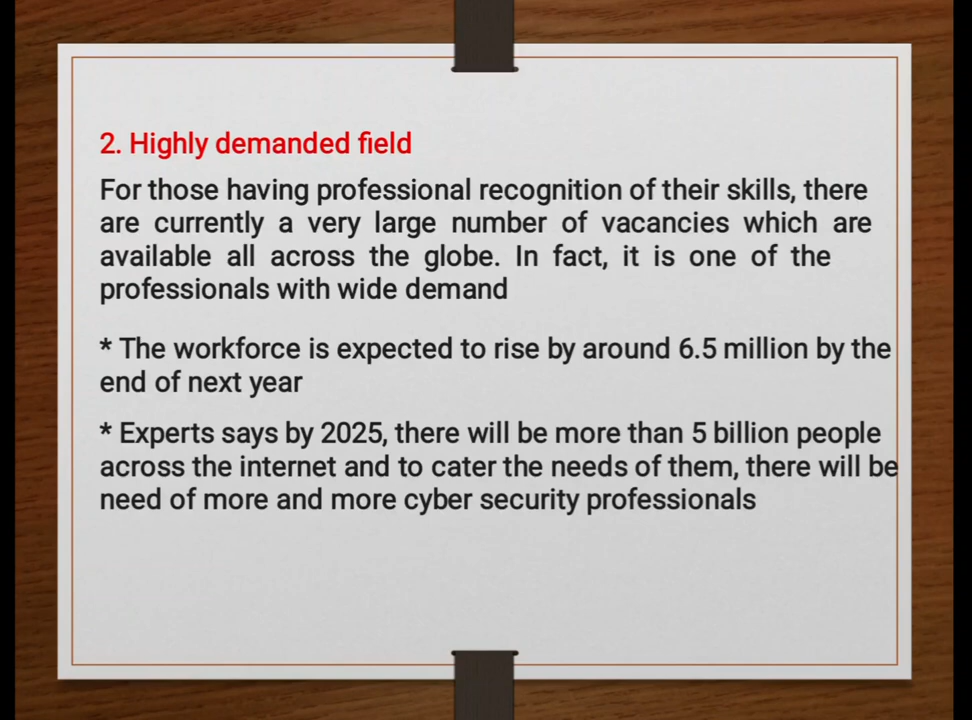 2. Highly demanded field
For those having professional recognition of their skills, there
are currently a very large number of vacancies which are
available all across the globe. In fact, it is one of the
professionals with wide demand
* The workforce is expected to rise by around 6.5 million by the
end of next year
* Experts says by 2025, there will be more than 5 billion people
across the internet and to cater the needs of them, there will be
need of more and more cyber security professionals